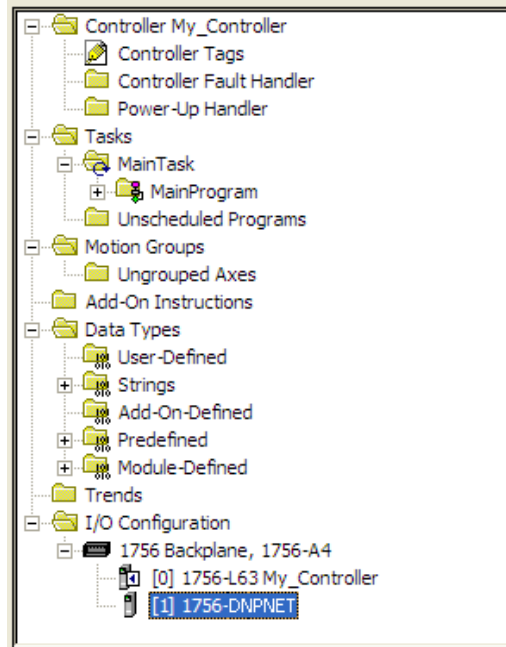 Controller My_Controller
Controller Tags
Controller Fault Handler
Power-Up Handler
Tasks
MainTask
MainProgram
Unscheduled Programs
Motion Groups
Ungrouped Axes
Add-On Instructions
Data Types
User-Defined
Strings
Add-On-Defined
Predefined
Module-Defined
Trends
I/O Configuration
1756 Backplane, 1756-A4
[0] 1756-L63 My_Controller
[1] 1756-DNPNET